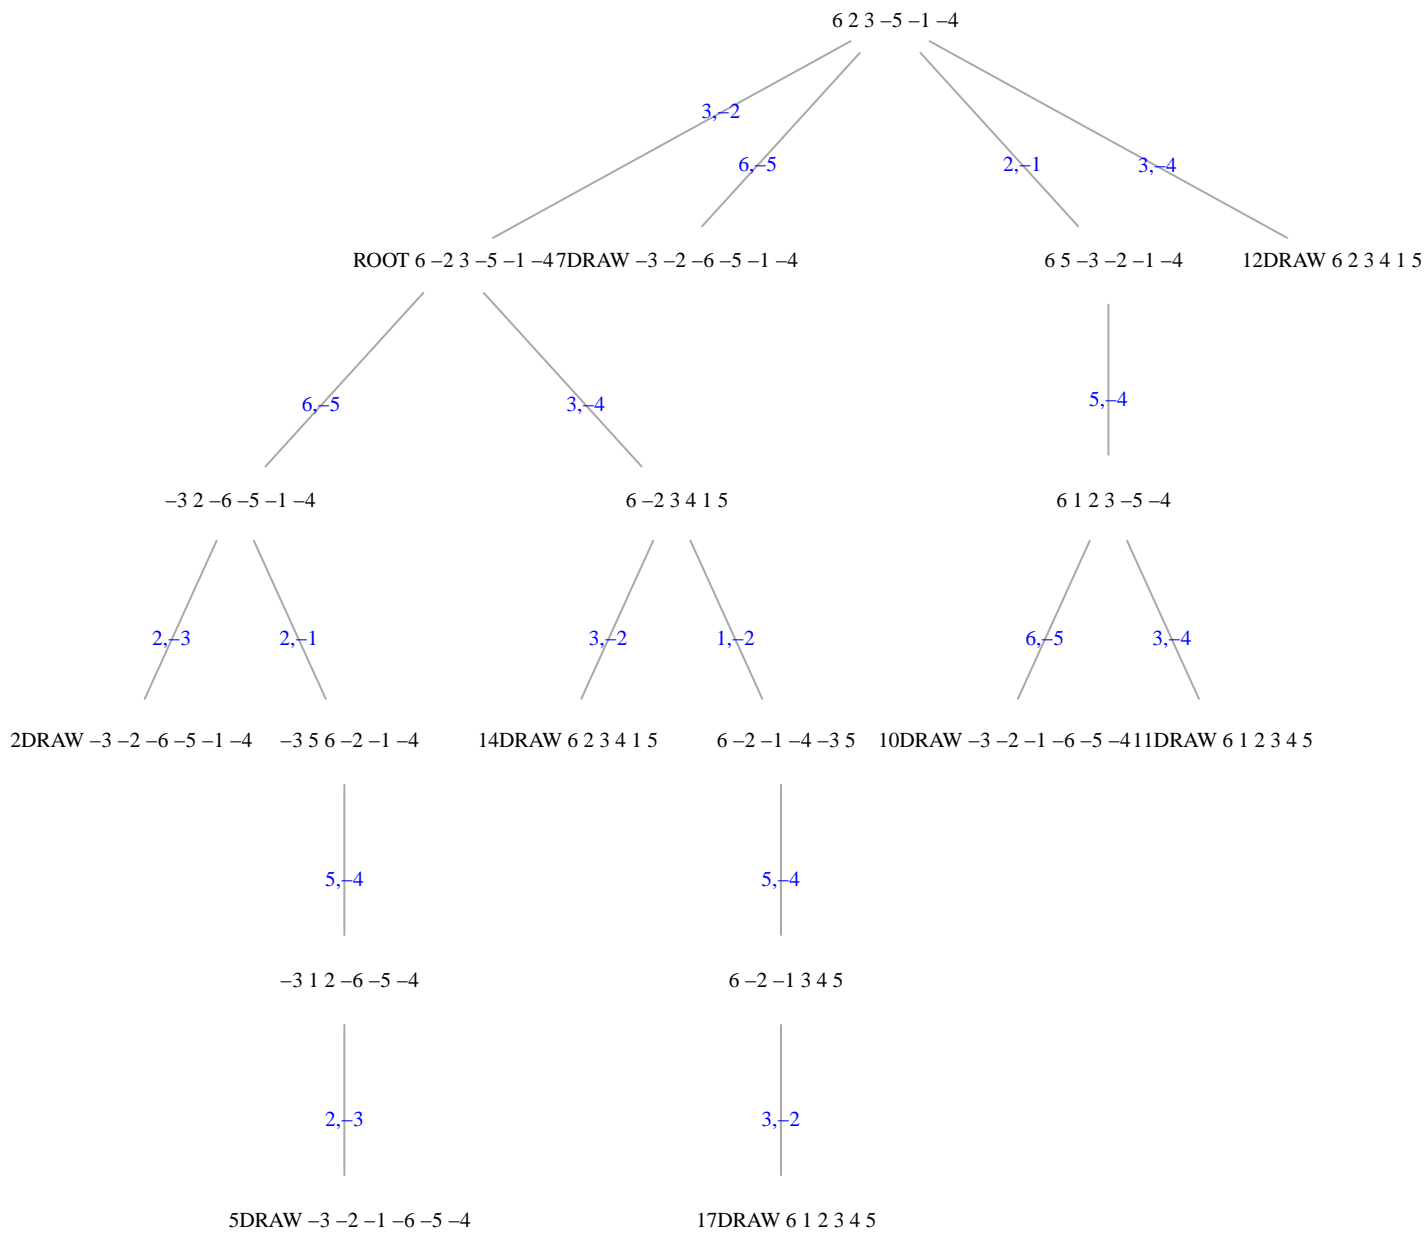 6 2 3 –5 –1 –4
3,–2
6,–5
2,–1
3,–4
ROOT 6 –2 3 –5 –1 –47DRAW –3 –2 –6 –5 –1 –4
6 5 –3 –2 –1 –4
12DRAW 6 2 3 4 1 5
6,–5
3,–4
5,–4
–3 2 –6 –5 –1 –4
6 –2 3 4 1 5
6 1 2 3 –5 –4
2,–3
2,–1
3,–2
1,–2
6,–5
3,–4
2DRAW –3 –2 –6 –5 –1 –4
–3 5 6 –2 –1 –4
14DRAW 6 2 3 4 1 5
6 –2 –1 –4 –3 5
10DRAW –3 –2 –1 –6 –5 –411DRAW 6 1 2 3 4 5
5,–4
5,–4
–3 1 2 –6 –5 –4
6 –2 –1 3 4 5
2,–3
3,–2
5DRAW –3 –2 –1 –6 –5 –4
17DRAW 6 1 2 3 4 5